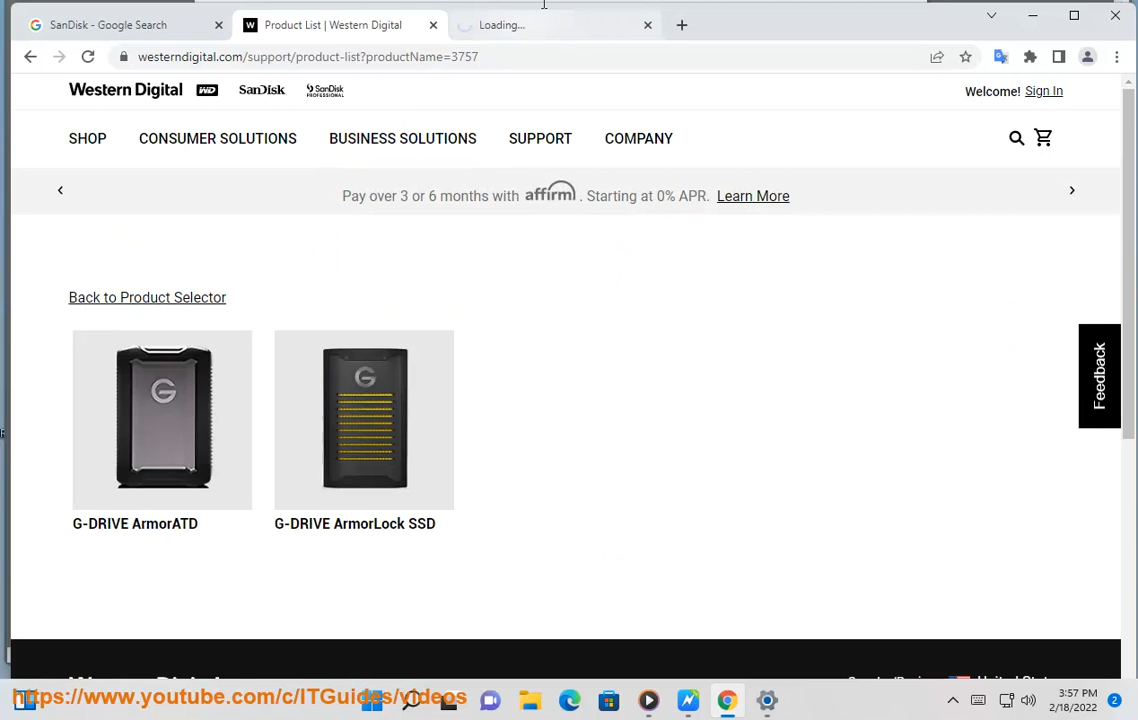 SanDisk - Google Search
Product List | Western Digital
Loading...
westerndigital.com/support/product-list?productName=3757
Western Digital WD SanDisk SanDisk PROFESSIONAL
Welcome! Sign In
SHOP CONSUMER SOLUTIONS BUSINESS SOLUTIONS SUPPORT COMPANY
Pay over 3 or 6 months with affirm. Starting at 0% APR. Learn More
Back to Product Selector
G-DRIVE ArmorATD
G-DRIVE ArmorLock SSD
Feedback
https://www.youtube.com/c/ITGuides/videos
3:57 PM
2/18/2022
2